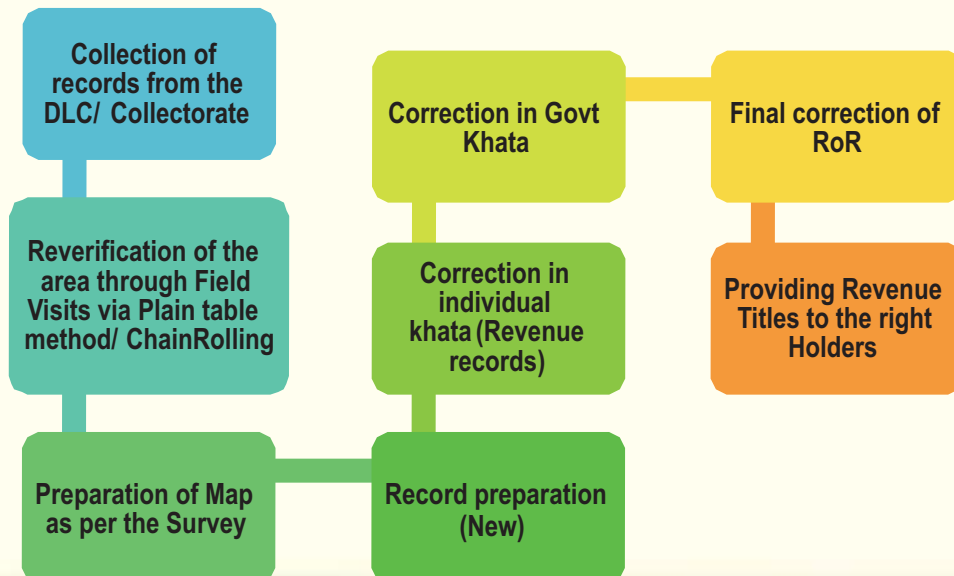 Collection of
records from the
DLC/ Collectorate
Reverification of the
area through Field
Visits via Plain table
method/ ChainRolling
Preparation of Map
as per the Survey
Record preparation
(New)
Correction in
individual
khata (Revenue
records)
Correction in Govt
Khata
Final correction of
RoR
Providing Revenue
Titles to the right
Holders